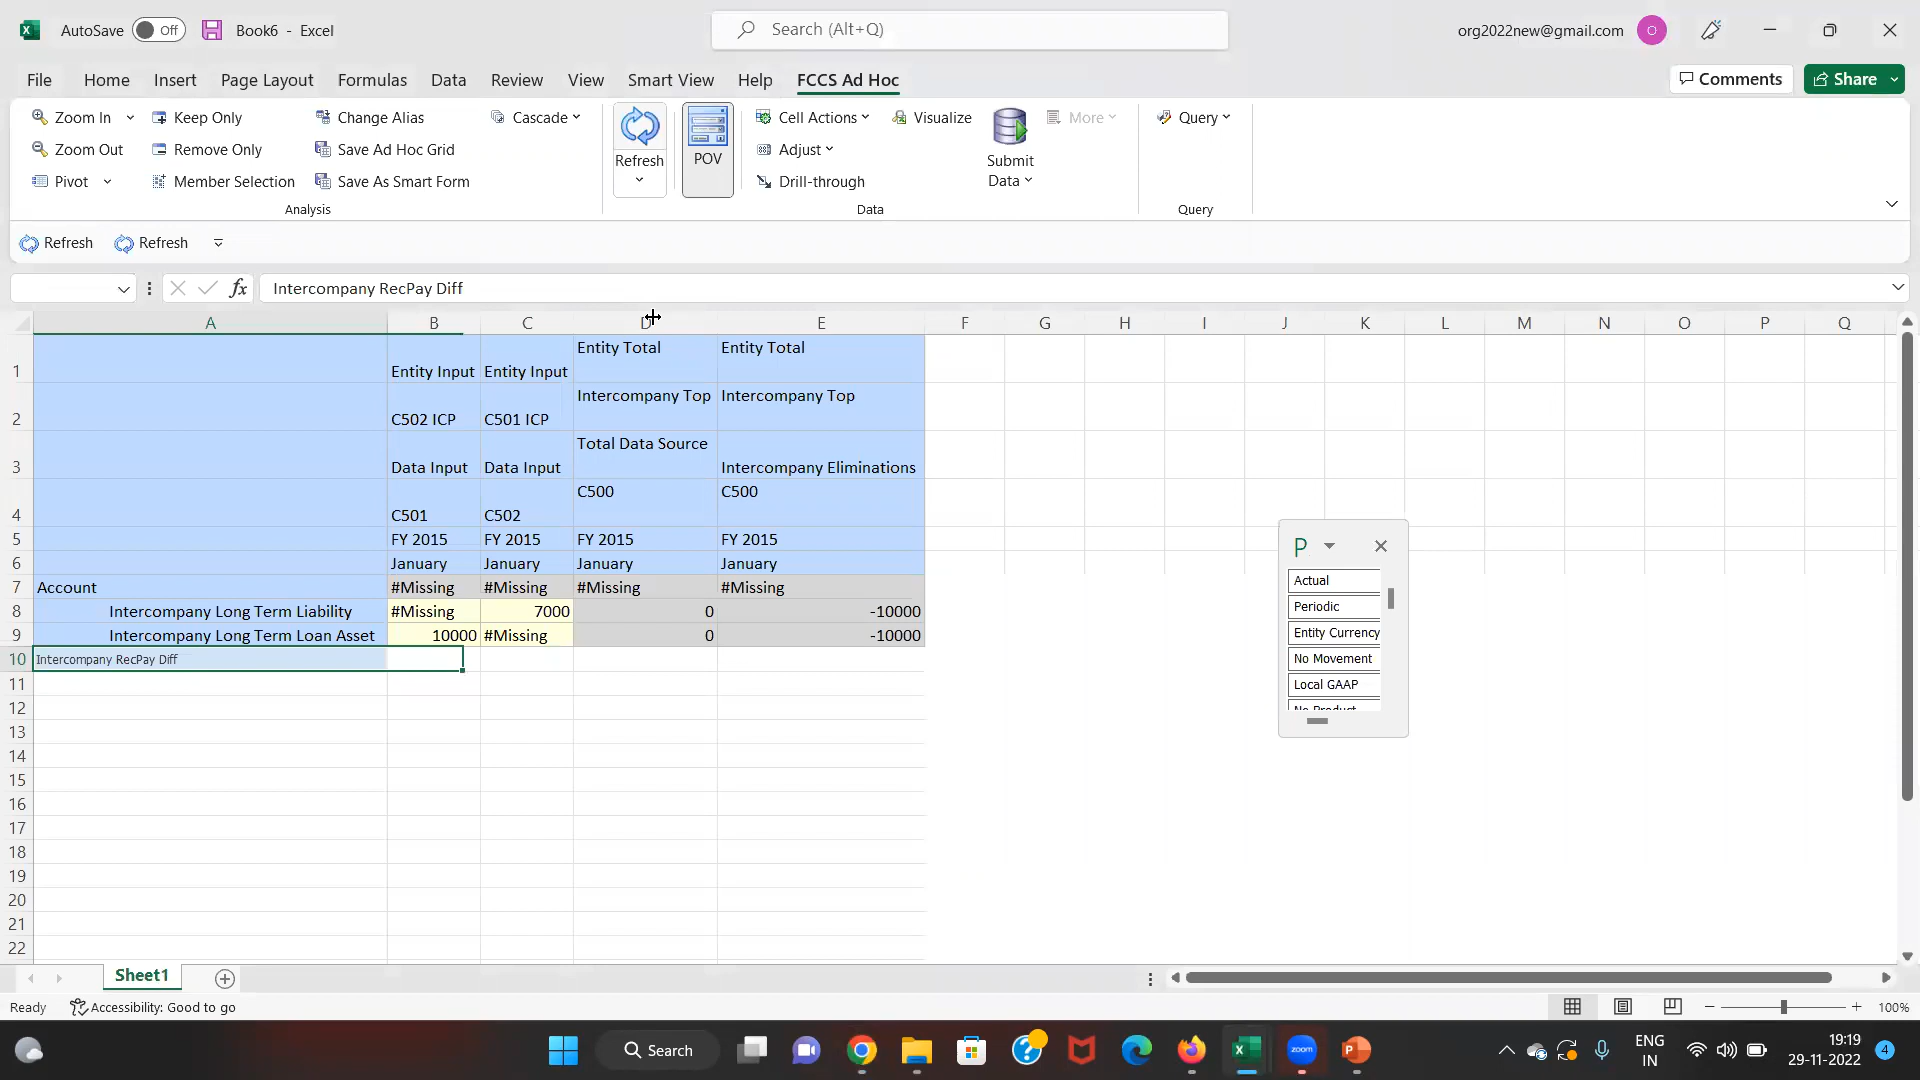 AutoSave Off Book6 - Excel Search (Alt+Q) org2022new@gmail.com O
File Home Insert Page Layout Formulas Data Review View Smart View Help FCCS Ad Hoc Comments Share
Zoom In Keep Only Change Alias Cascade Cell Actions Visualize More Query
Zoom Out Remove Only Save Ad Hoc Grid Refresh POV Adjust Submit Data
Pivot Member Selection Save As Smart Form Drill-through
Analysis Data Query
Refresh Refresh
fx Intercompany RecPay Diff
A B C D E F G H I J K L M N O P Q
1 Entity Input Entity Input Entity Total Entity Total
2 C502 ICP C501 ICP Intercompany Top Intercompany Top
3 Data Input Data Input Total Data Source Intercompany Eliminations
4 C501 C502 C500 C500
5 FY 2015 FY 2015 FY 2015 FY 2015
6 January January January January
7 Account #Missing #Missing #Missing #Missing
8 Intercompany Long Term Liability #Missing 7000 0 -10000
9 Intercompany Long Term Loan Asset 10000 #Missing 0 -10000
10 Intercompany RecPay Diff
11
12
13
14
15
16
17
18
19
20
21
22
P
Actual
Periodic
Entity Currency
No Movement
Local GAAP
No Product
Sheet1
Ready Accessibility: Good to go 100%
Search zoom ENG IN 19:19 29-11-2022 4